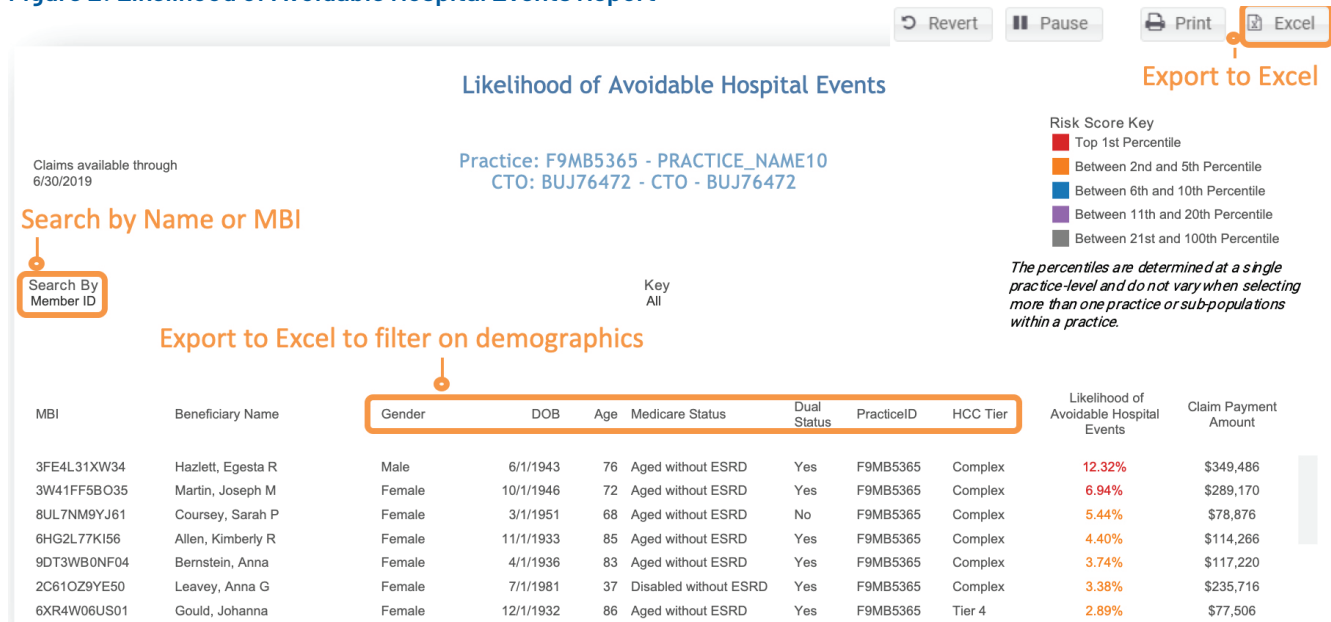 Figure 2: Likelihood of Avoidable Hospital Events Report
Revert Pause Print Excel
Export to Excel
Likelihood of Avoidable Hospital Events
Risk Score Key
Top 1st Percentile
Between 2nd and 5th Percentile
Between 6th and 10th Percentile
Between 11th and 20th Percentile
Between 21st and 100th Percentile
The percentiles are determined at a single
practice-level and do not vary when selecting
more than one practice or sub-populations
within a practice.
Claims available through
6/30/2019
Practice: F9MB5365 - PRACTICE_NAME10
CTO: BUJ76472 - CTO - BUJ76472
Search by Name or MBI
Search By
Member ID
Key
All
Export to Excel to filter on demographics
MBI Beneficiary Name Gender DOB Age Medicare Status Dual Status PracticeID HCC Tier Likelihood of Avoidable Hospital Events Claim Payment Amount
3FE4L31XW34 Hazlett, Egesta R Male 6/1/1943 76 Aged without ESRD Yes F9MB5365 Complex 12.32% $349,486
3W41FF5BO35 Martin, Joseph M Female 10/1/1946 72 Aged without ESRD Yes F9MB5365 Complex 6.94% $289,170
8UL7NM9YJ61 Coursey, Sarah P Female 3/1/1951 68 Aged without ESRD No F9MB5365 Complex 5.44% $78,876
6HG2L77KI56 Allen, Kimberly R Female 11/1/1933 85 Aged without ESRD Yes F9MB5365 Complex 4.40% $114,266
9DT3WB0NF04 Bernstein, Anna Female 4/1/1936 83 Aged without ESRD Yes F9MB5365 Complex 3.74% $117,220
2C61OZ9YE50 Leavey, Anna G Female 7/1/1981 37 Disabled without ESRD Yes F9MB5365 Complex 3.38% $235,716
6XR4W06US01 Gould, Johanna Female 12/1/1932 86 Aged without ESRD Yes F9MB5365 Tier 4 2.89% $77,506